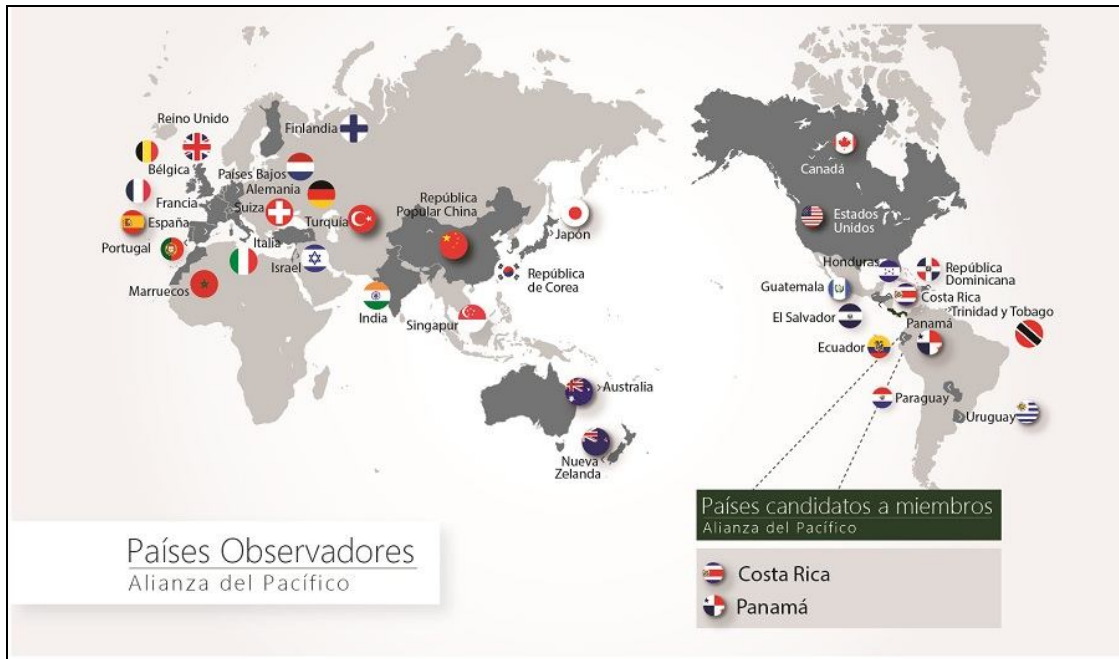 Reino Unido
Finlandia
Bélgica
Países Bajos
Alemania
Francia
Suiza
España
Turquía
Portugal
Italia
Israel
Marruecos
República
Popular China
Japón
República
de Corea
India
Singapur
Australia
Nueva
Zelanda
Canadá
Estados
Unidos
Honduras
República
Dominicana
Guatemala
Costa Rica
Trinidad y Tobago
El Salvador
Panamá
Ecuador
Paraguay
Uruguay
Países Observadores
Alianza del Pacífico
Países candidatos a miembros
Alianza del Pacífico
Costa Rica
Panamá